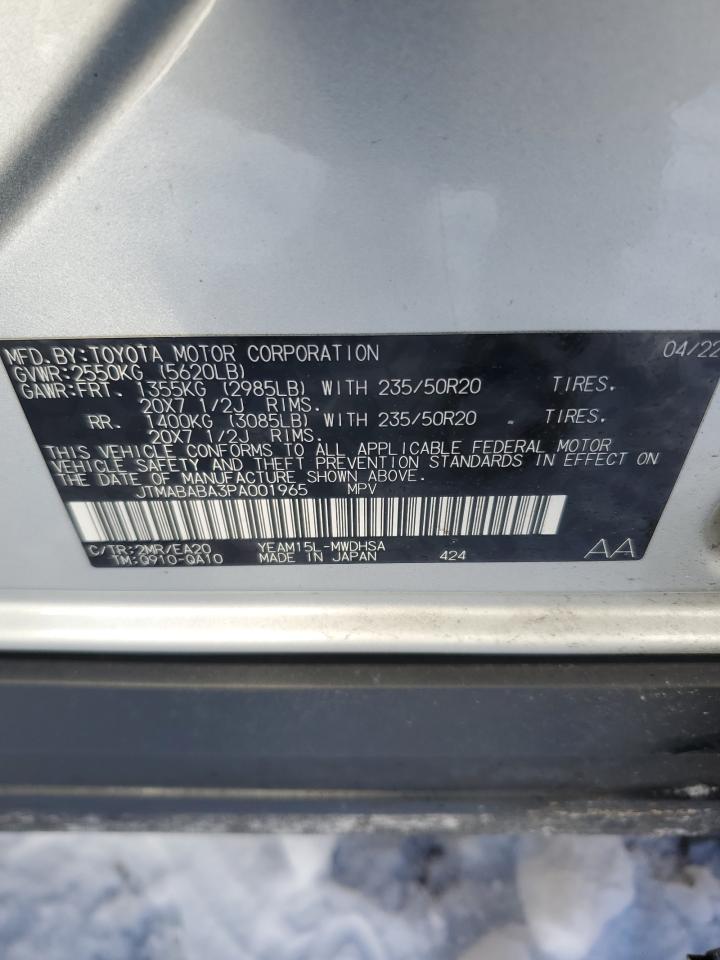 MFD.BY:TOYOTA MOTOR CORPORATION 04/22
GVWR:2550KG (5620LB)
GAWR:FRT. 1355KG (2985LB) WITH 235/50R20 TIRES.
20X7 1/2J RIMS.
RR. 1400KG (3085LB) WITH 235/50R20 TIRES.
20X7 1/2J RIMS.
THIS VEHICLE CONFORMS TO ALL APPLICABLE FEDERAL MOTOR
VEHICLE SAFETY AND THEFT PREVENTION STANDARDS IN EFFECT ON
THE DATE OF MANUFACTURE SHOWN ABOVE.
JTMABABA3PA001965 MPV
C/TR:2MR/EA20 YEAM15L-MWDHSA
TM:Q910-QA10 MADE IN JAPAN 424 AA